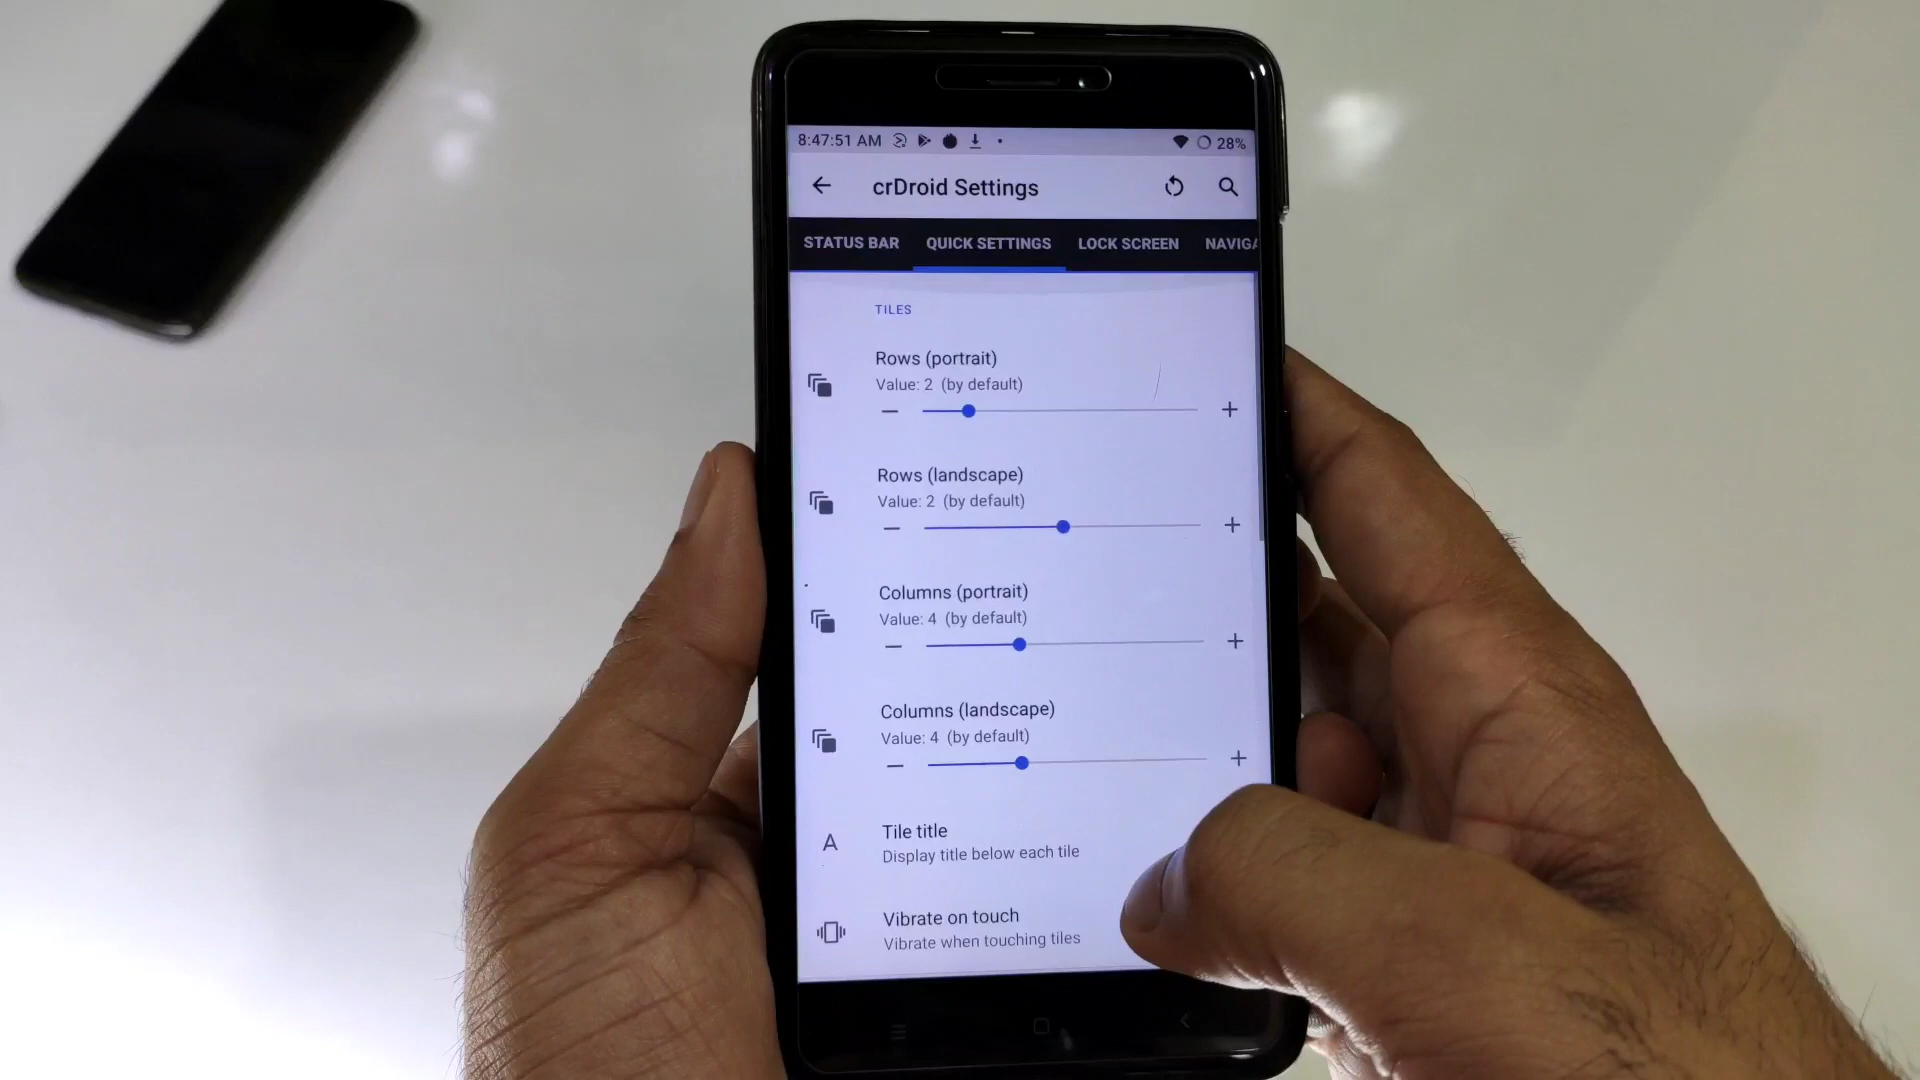 8:47:51 AM 28%
crDroid Settings
STATUS BAR QUICK SETTINGS LOCK SCREEN NAVIGA
TILES
Rows (portrait)
Value: 2 (by default)
Rows (landscape)
Value: 2 (by default)
Columns (portrait)
Value: 4 (by default)
Columns (landscape)
Value: 4 (by default)
A
Tile title
Display title below each tile
Vibrate on touch
Vibrate when touching tiles